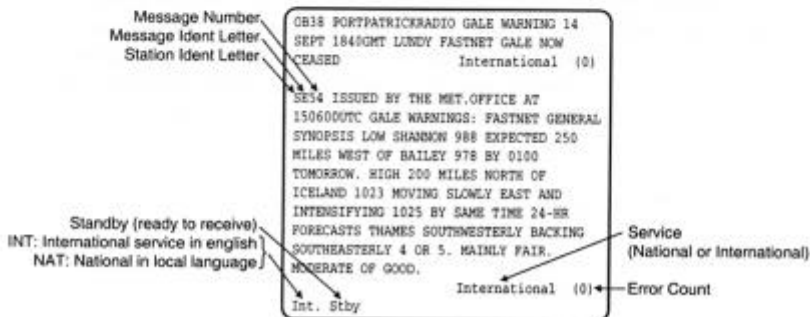 Message Number
Message Ident Letter
Station Ident Letter
OB38 PORTPATRICKRADIO GALE WARNING 14
SEPT 1840GMT LUNDY FASTNET GALE NOW
CEASED International (0)
SE54 ISSUED BY THE MET.OFFICE AT
150600UTC GALE WARNINGS: FASTNET GENERAL
SYNOPSIS LOW SHANNON 988 EXPECTED 250
MILES WEST OF BAILEY 978 BY 0100
TOMORROW. HIGH 200 MILES NORTH OF
ICELAND 1023 MOVING SLOWLY EAST AND
INTENSIFYING 1025 BY SAME TIME 24-HR
FORECASTS THAMES SOUTHWESTERLY BACKING
SOUTHEASTERLY 4 OR 5. MAINLY FAIR.
MODERATE OF GOOD.
International (0)
Int. Stby
Standby (ready to receive)
INT: International service in english
NAT: National in local language
Service
(National or International)
Error Count